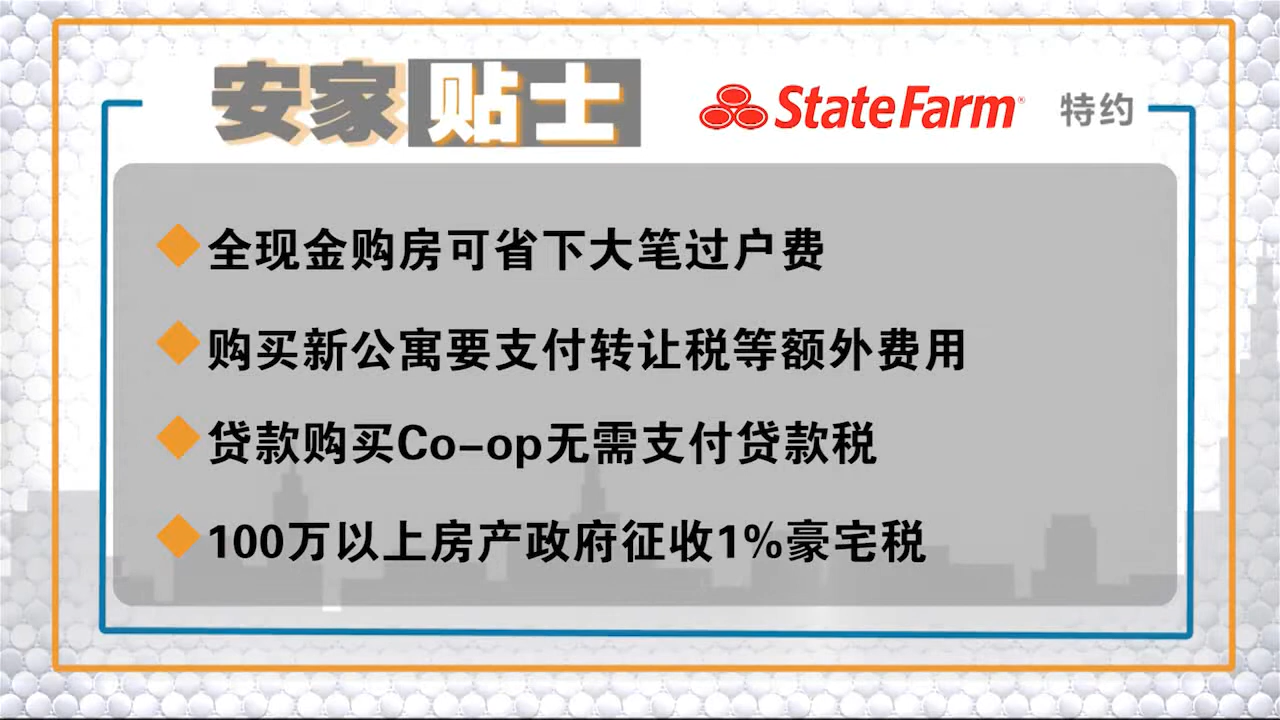 安家贴士 StateFarm® 特约
全现金购房可省下大笔过户费
购买新公寓要支付转让税等额外费用
贷款购买Co-op无需支付贷款税
100万以上房产政府征收1%豪宅税